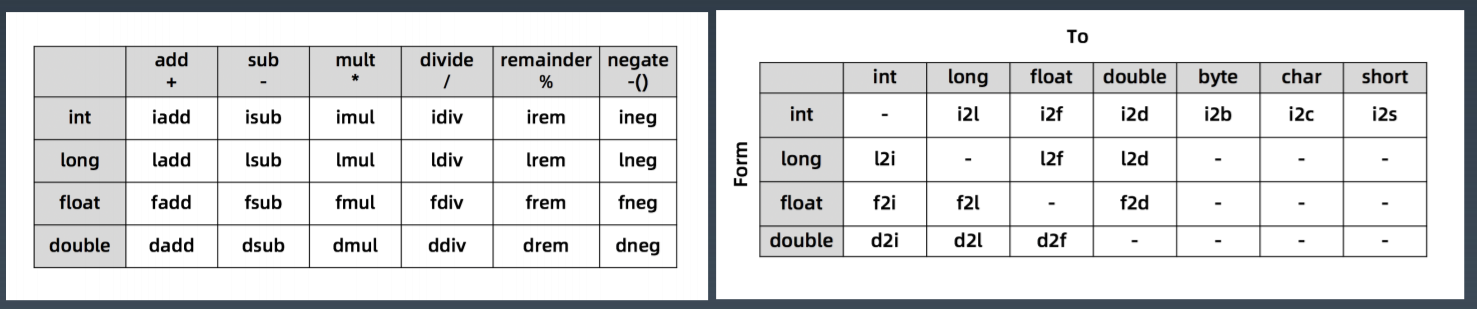 add sub mult divide remainder negate
+ - * / % -()
int iadd isub imul idiv irem ineg
long ladd lsub lmul ldiv lrem lneg
float fadd fsub fmul fdiv frem fneg
double dadd dsub dmul ddiv drem dneg
To
int long float double byte char short
Form
int - i2l i2f i2d i2b i2c i2s
long l2i - l2f l2d - - -
float f2i f2l - f2d - - -
double d2i d2l d2f - - - -